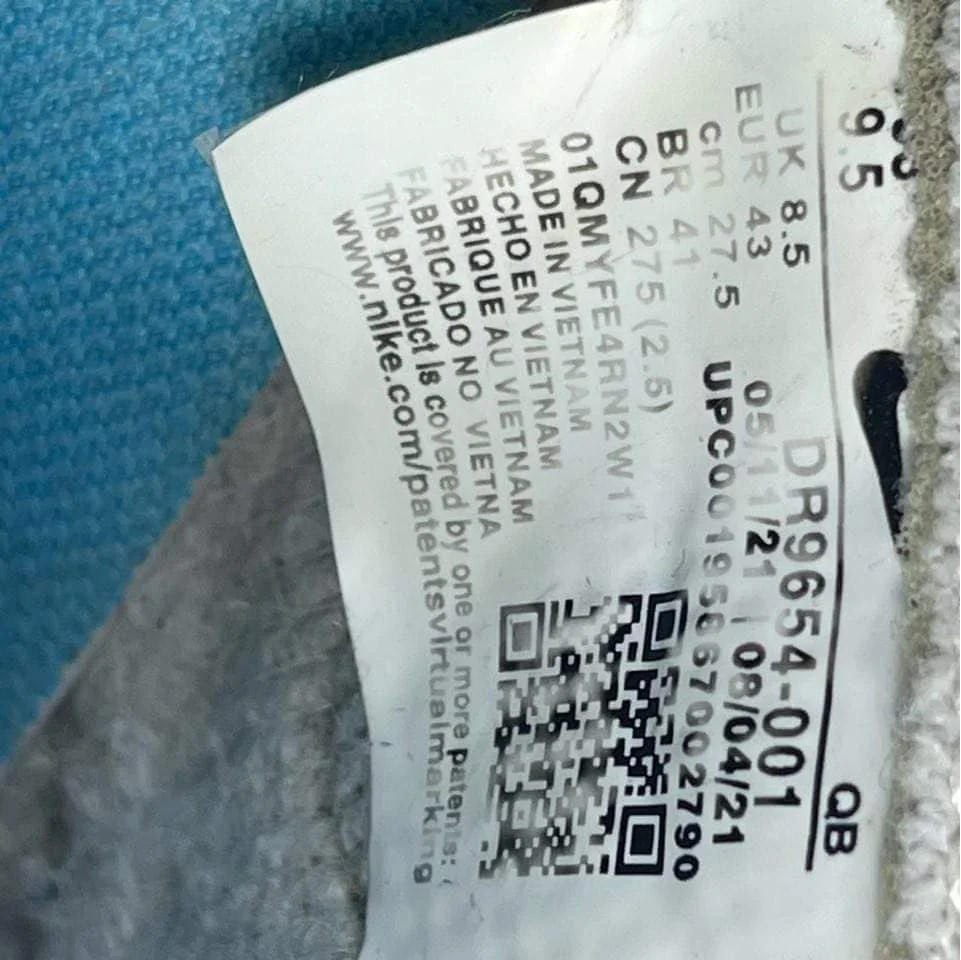 9.5 QB
UK 8.5 DR9654-001
EUR 43 05/11/21 | 08/04/21
cm 27.5 UPC00195867002790
BR 41
CN 275 (2.5)
01QMYFE4RN2W1
MADE IN VIETNAM
HECHO EN VIETNAM
FABRIQUE AU VIETNAM
FABRICADO NO VIETNA
This product is covered by one or more patents:
www.nike.com/patentsvirtualmarking